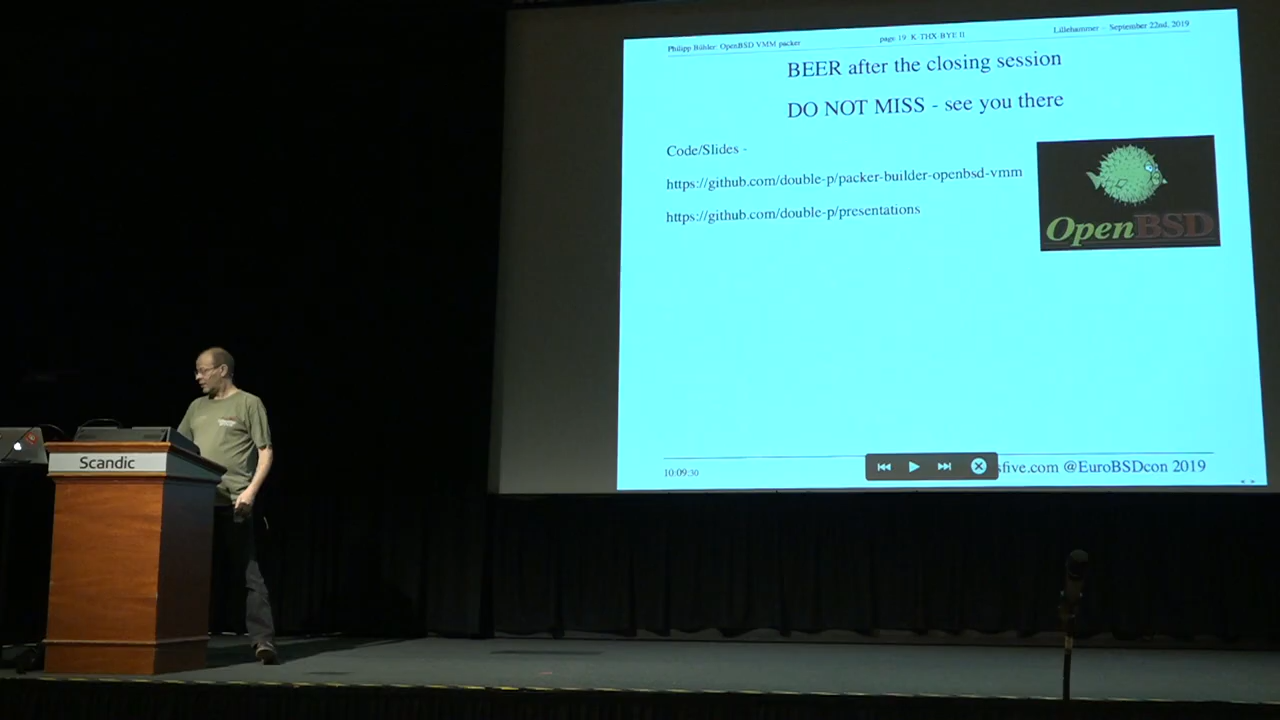 Philipp Bühler: OpenBSD VMM packer
page 19 K-THX-BYE II
Lillehammer - September 22nd, 2019
BEER after the closing session
DO NOT MISS - see you there
Code/Slides -
https://github.com/double-p/packer-builder-openbsd-vmm
https://github.com/double-p/presentations
OpenBSD
10:09:30
sfive.com @EuroBSDcon 2019
Scandic